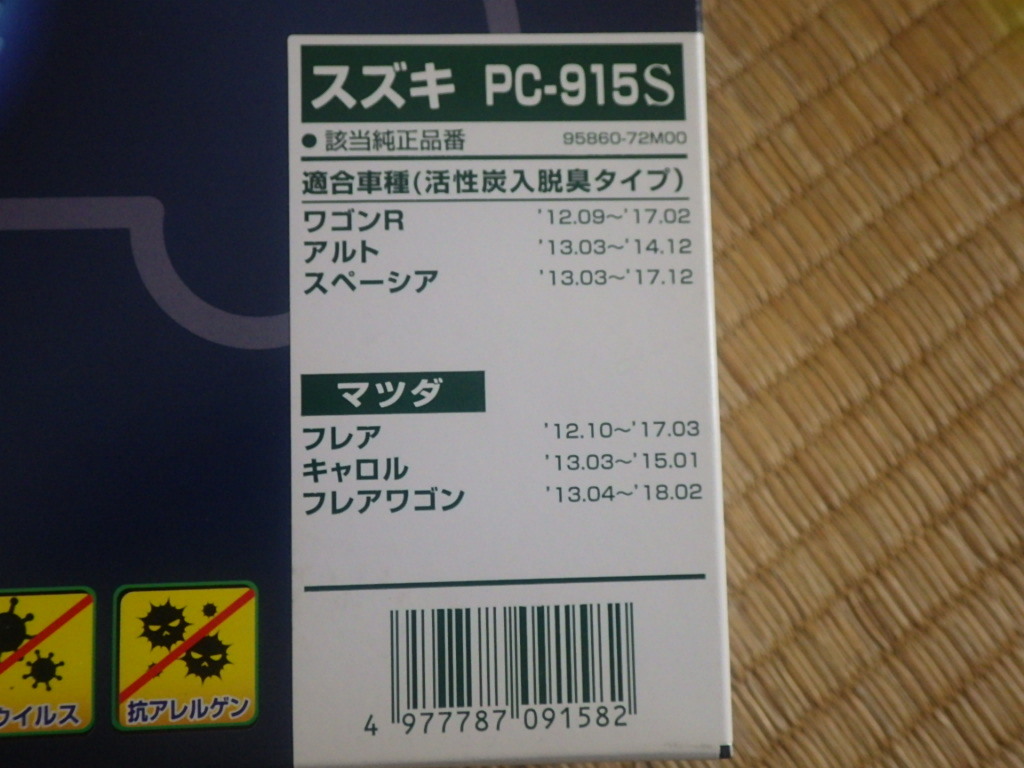 スズキ PC-915S
● 該当純正品番 95860-72M00
適合車種(活性炭入脱臭タイプ)
ワゴンR '12.09～'17.02
アルト '13.03～'14.12
スペーシア '13.03～'17.12
マツダ
フレア '12.10～'17.03
キャロル '13.03～'15.01
フレアワゴン '13.04～'18.02
ウイルス
抗アレルゲン
4 977787 091582